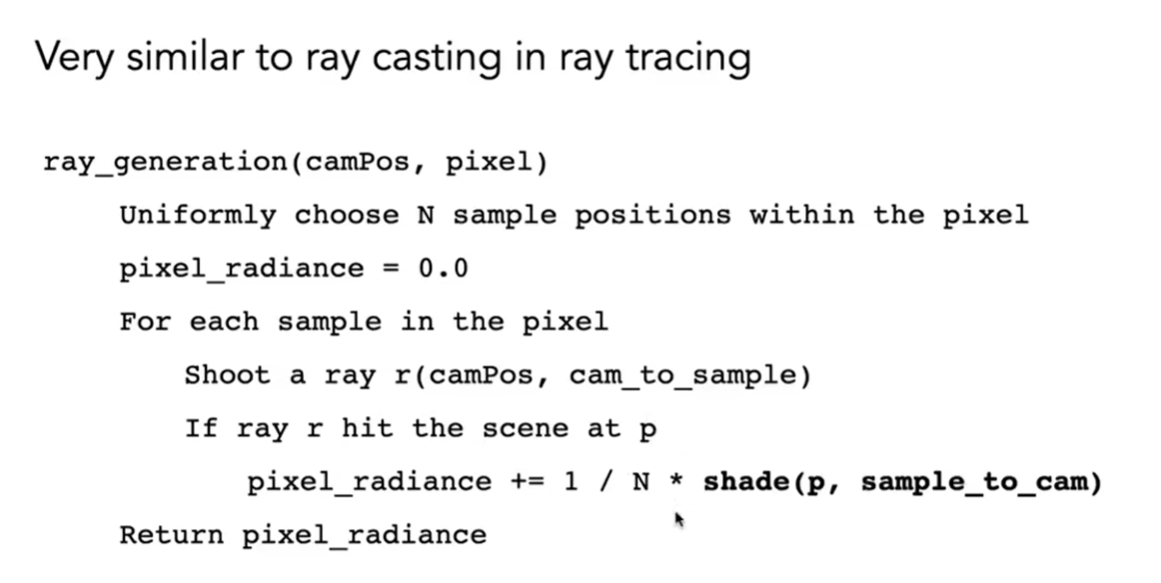 Very similar to ray casting in ray tracing
ray_generation(camPos, pixel)
Uniformly choose N sample positions within the pixel
pixel_radiance = 0.0
For each sample in the pixel
Shoot a ray r(camPos, cam_to_sample)
If ray r hit the scene at p
pixel_radiance += 1 / N * shade(p, sample_to_cam)
Return pixel_radiance